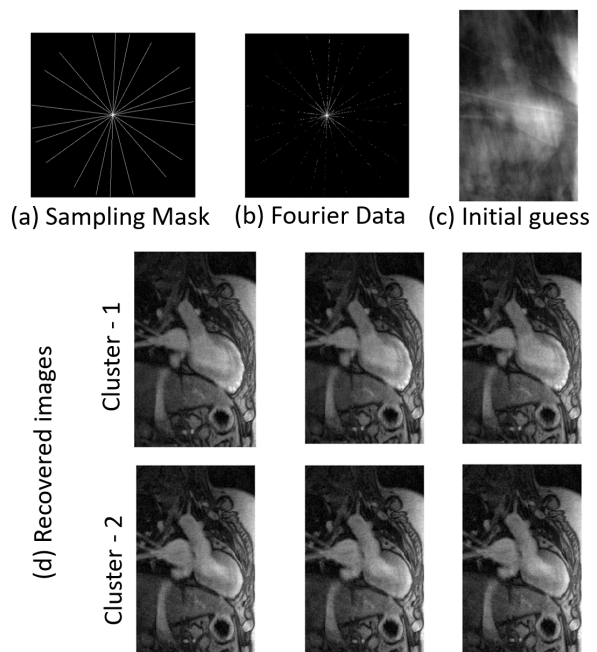 (a) Sampling Mask
(b) Fourier Data
(c) Initial guess
(d) Recovered images
Cluster - 1
Cluster - 2